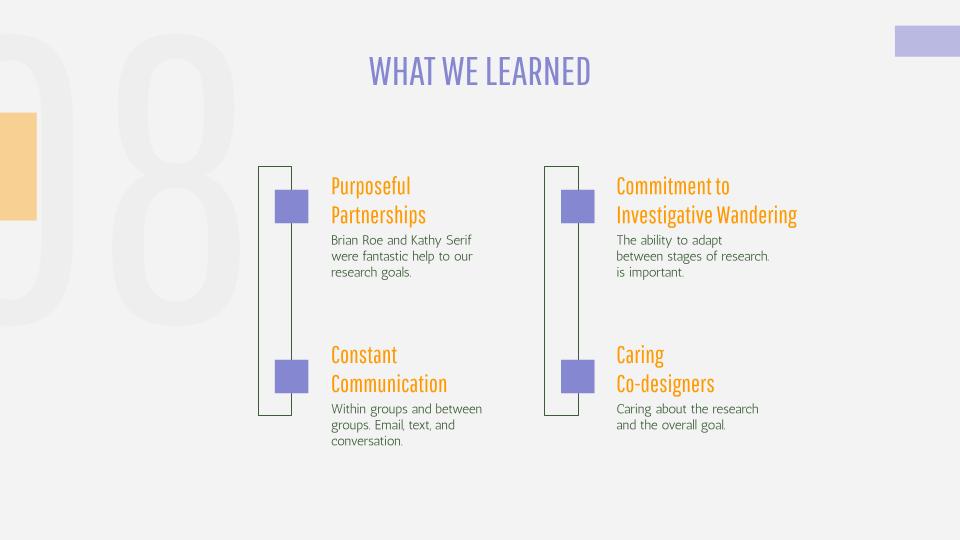 08
WHAT WE LEARNED
Purposeful
Partnerships
Brian Roe and Kathy Serif
were fantastic help to our
research goals.
Commitment to
Investigative Wandering
The ability to adapt
between stages of research.
is important.
Constant
Communication
Within groups and between
groups. Email, text, and
conversation.
Caring
Co-designers
Caring about the research
and the overall goal.